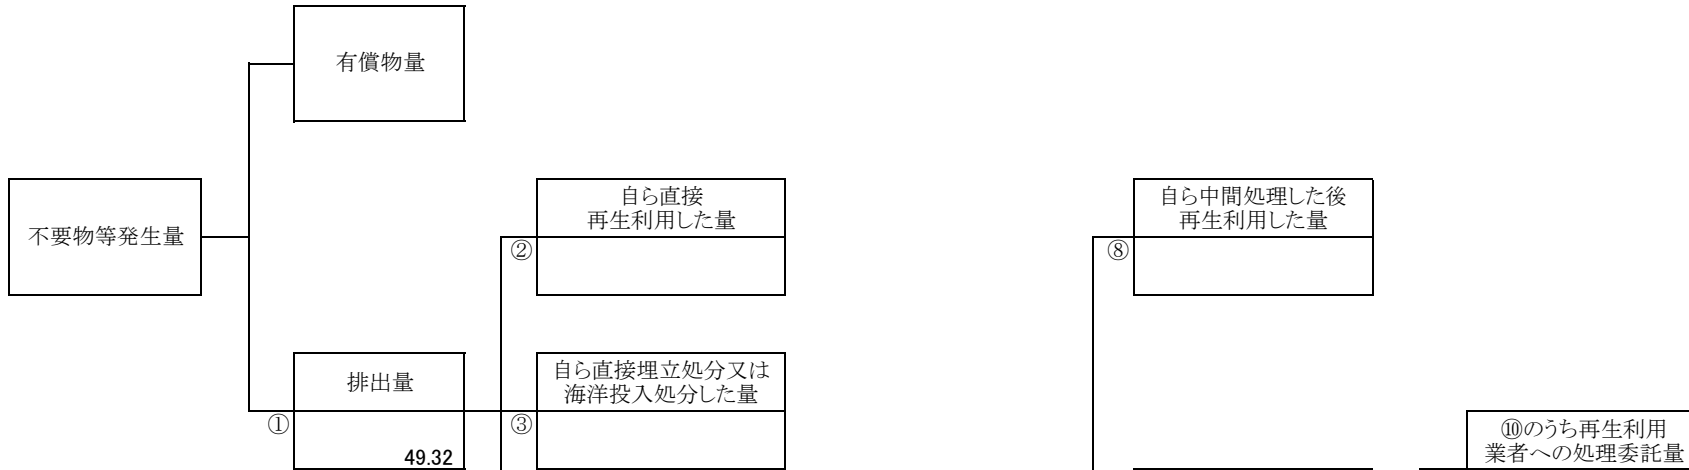 有償物量
不要物等発生量
自ら直接
再生利用した量
②
自ら中間処理した後
再生利用した量
⑧
排出量
①
49.32
自ら直接埋立処分又は
海洋投入処分した量
③
⑩のうち再生利用
業者への処理委託量